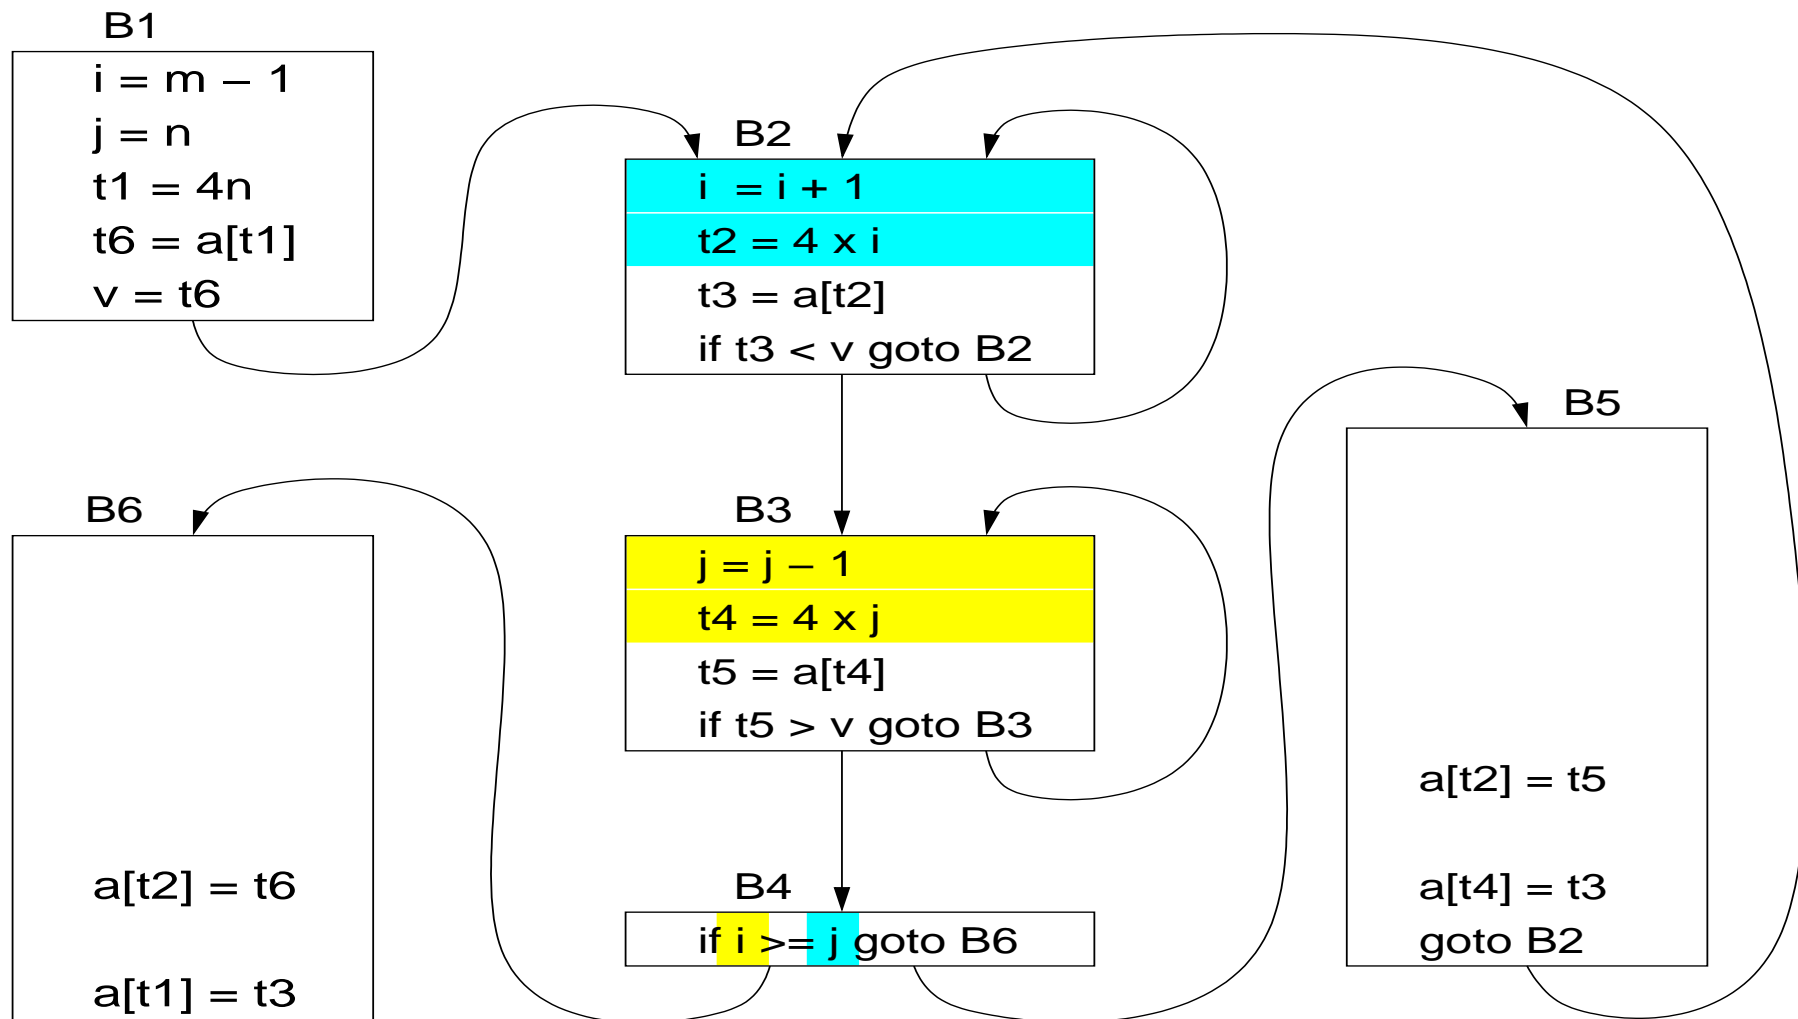 B1
i = m – 1
j = n
t1 = 4n
t6 = a[t1]
v = t6
B2
i = i + 1
t2 = 4 x i
t3 = a[t2]
if t3 < v goto B2
B3
j = j – 1
t4 = 4 x j
t5 = a[t4]
if t5 > v goto B3
B4
if i >= j goto B6
B5
a[t2] = t5
a[t4] = t3
goto B2
B6
a[t2] = t6
a[t1] = t3